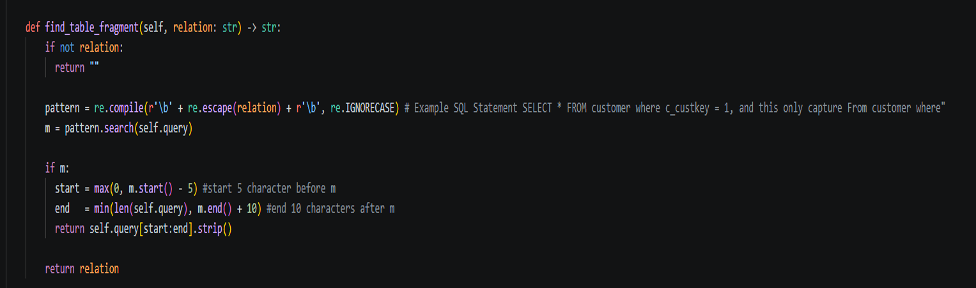 def find_table_fragment(self, relation: str) -> str:
if not relation:
return ""
pattern = re.compile(r'\b' + re.escape(relation) + r'\b', re.IGNORECASE) # Example SQL Statement SELECT * FROM customer where c_custkey = 1, and this only capture From customer where"
m = pattern.search(self.query)
if m:
start = max(0, m.start() - 5) #start 5 character before m
end   = min(len(self.query), m.end() + 10) #end 10 characters after m
return self.query[start:end].strip()
return relation